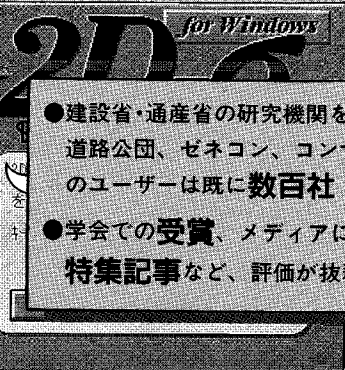 for Windows
2D
●建設省・通産省の研究機関を
道路公団、ゼネコン、コン
のユーザーは既に数百社
●学会での受賞、メディアに
特集記事など、評価が抜